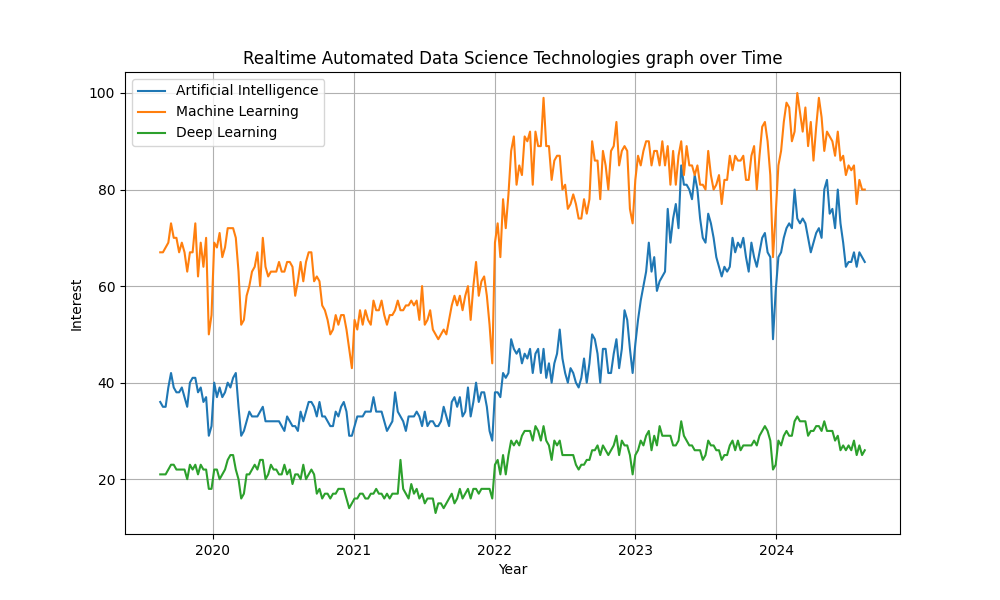 Realtime Automated Data Science Technologies graph over Time
Artificial Intelligence
Machine Learning
Deep Learning
100
80
60
40
20
Interest
2020 2021 2022 2023 2024
Year